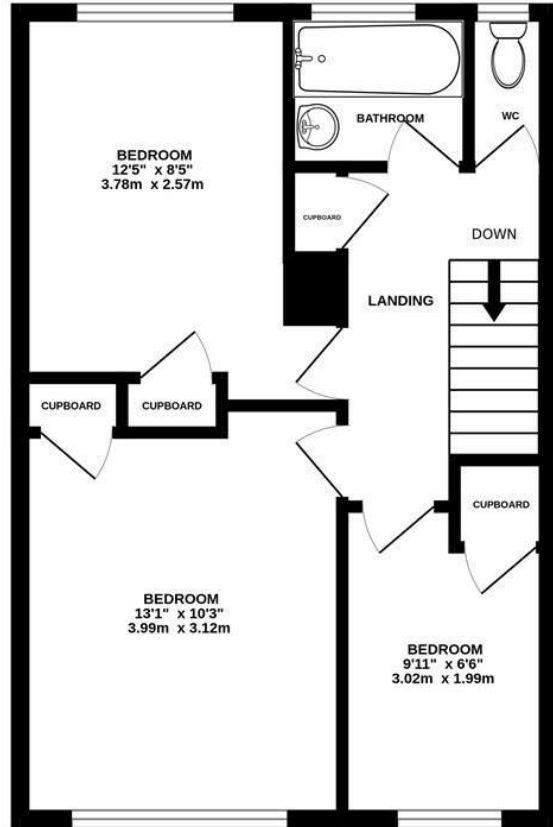 BATHROOM
WC
BEDROOM
12'5" x 8'5"
3.78m x 2.57m
CUPBOARD
DOWN
LANDING
CUPBOARD
CUPBOARD
CUPBOARD
BEDROOM
13'1" x 10'3"
3.99m x 3.12m
BEDROOM
9'11" x 6'6"
3.02m x 1.99m